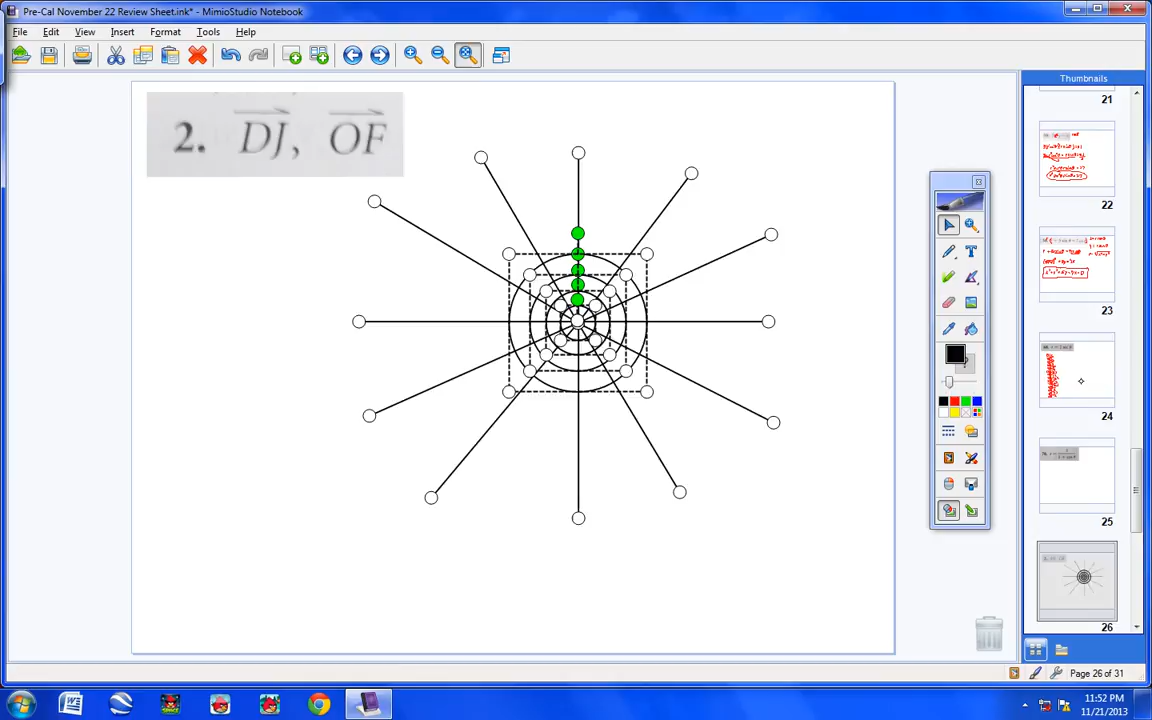 Pre-Cal November 22 Review Sheet.ink* - MimioStudio Notebook
File Edit View Insert Format Tools Help
Thumbnails
2. DJ, OF
21
22
23
24
25
26
Page 26 of 31
11:52 PM
11/21/2013